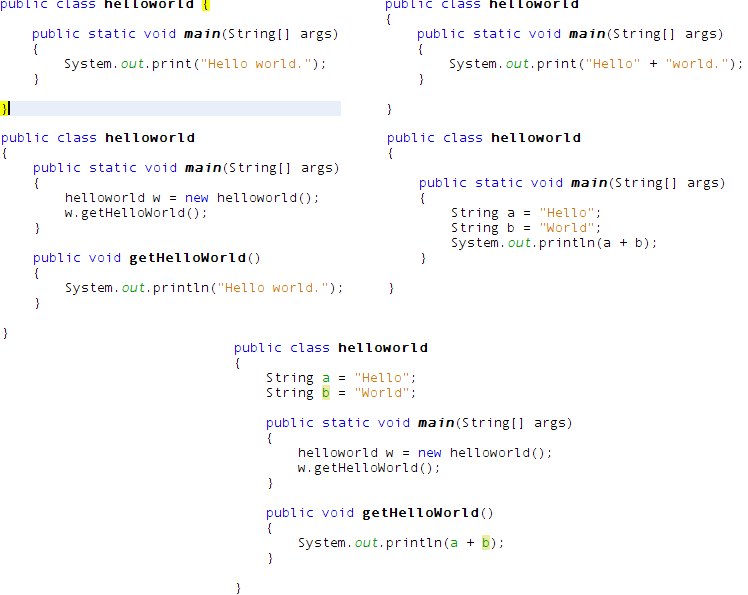 public class helloworld {
public static void main(String[] args)
{
System.out.print("Hello world.");
}
}
public class helloworld
{
public static void main(String[] args)
{
System.out.print("Hello" + "world.");
}
}
public class helloworld
{
public static void main(String[] args)
{
helloworld w = new helloworld();
w.getHelloWorld();
}
public void getHelloWorld()
{
System.out.println("Hello world.");
}
}
public class helloworld
{
public static void main(String[] args)
{
String a = "Hello";
String b = "World";
System.out.println(a + b);
}
}
public class helloworld
{
String a = "Hello";
String b = "World";
public static void main(String[] args)
{
helloworld w = new helloworld();
w.getHelloWorld();
}
public void getHelloWorld()
{
System.out.println(a + b);
}
}